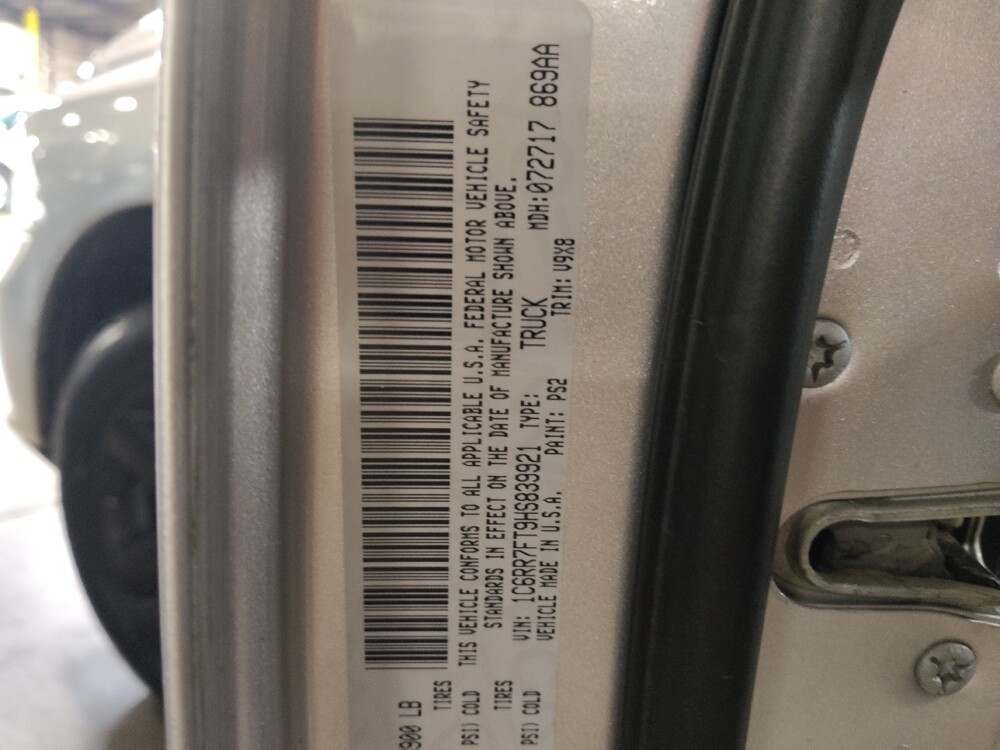 900 LB
TIRES
PSI) COLD
TIRES
PSI) COLD
THIS VEHICLE CONFORMS TO ALL APPLICABLE U.S.A. FEDERAL MOTOR VEHICLE SAFETY
STANDARDS IN EFFECT ON THE DATE OF MANUFACTURE SHOWN ABOVE.
VIN: 1C6RR7FT9HS839921 TYPE: TRUCK MDH:072717 869AA
VEHICLE MADE IN U.S.A. PAINT: PS2 TRIM: V9X8